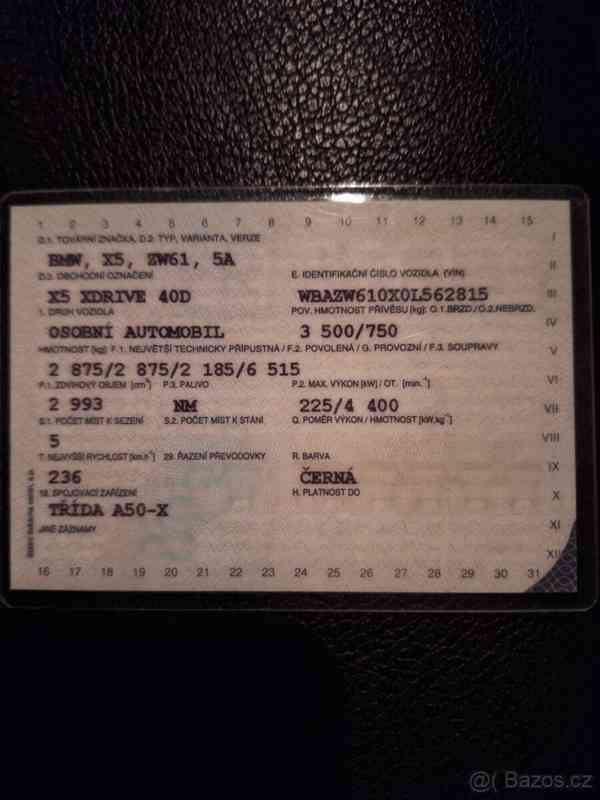 1 2 3 4 5 6 7 8 9 10 11 12 13 14 15
D.1. TOVÁRNÍ ZNAČKA, D.2. TYP, VARIANTA, VERZE
I
BMW, X5, ZW61, 5A
II
D.3. OBCHODNÍ OZNAČENÍ E. IDENTIFIKAČNÍ ČÍSLO VOZIDLA (VIN)
X5 XDRIVE 40D WBAZW610X0L562815
III
1. DRUH VOZIDLA POV. HMOTNOST PŘÍVĚSU (kg): O.1.BRZD./O.2.NEBRZD.
OSOBNÍ AUTOMOBIL 3 500/750
IV
HMOTNOST (kg): F.1. NEJVĚTŠÍ TECHNICKY PŘÍPUSTNÁ / F.2. POVOLENÁ / G. PROVOZNÍ / F.3. SOUPRAVY
V
2 875/2 875/2 185/6 515
P.1. ZDVIHOVÝ OBJEM [cm³] P.3. PALIVO P.2. MAX. VÝKON [kW] / OT. [min.⁻¹]
VI
2 993 NM 225/4 400
VII
S.1. POČET MÍST K SEZENÍ S.2. POČET MÍST K STÁNÍ Q. POMĚR VÝKON / HMOTNOST [kW.kg⁻¹]
5
VIII
T. NEJVYŠŠÍ RYCHLOST [km.h⁻¹] 29. ŘAZENÍ PŘEVODOVKY R. BARVA
236 ČERNÁ
IX
18. SPOJOVACÍ ZAŘÍZENÍ H. PLATNOST DO
X
TŘÍDA A50-X
JINÉ ZÁZNAMY
XI
XII
16 17 18 19 20 21 22 23 24 25 26 27 28 29 30 31
@( Bazos.cz